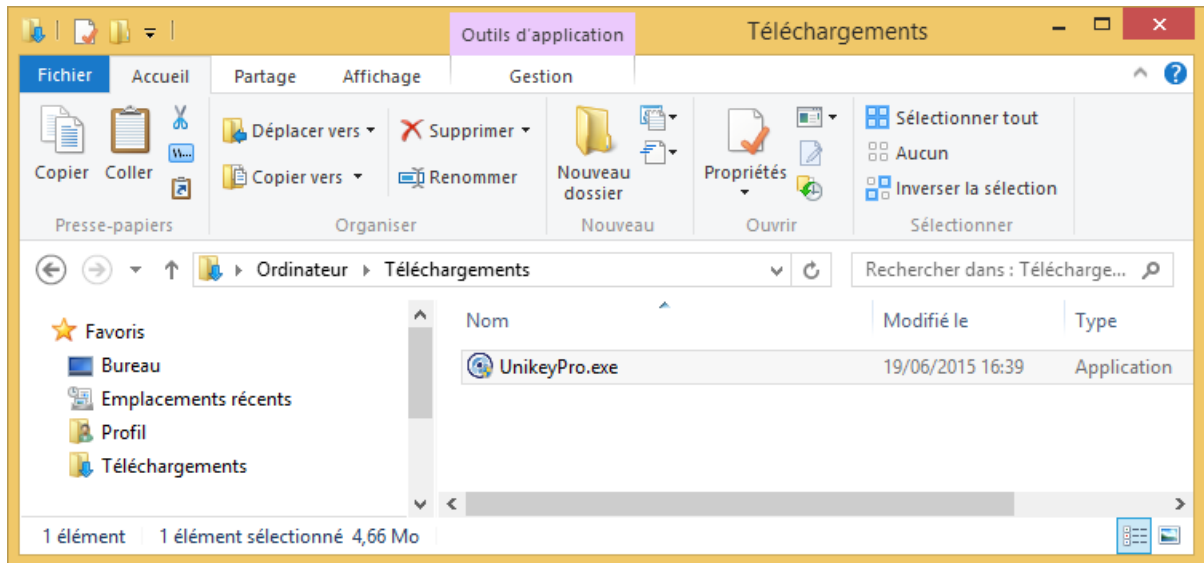 Outils d'application
Téléchargements
Fichier Accueil Partage Affichage Gestion
Copier Coller
Déplacer vers
Copier vers
Supprimer
Renommer
Nouveau dossier
Propriétés
Sélectionner tout
Aucun
Inverser la sélection
Presse-papiers Organiser Nouveau Ouvrir Sélectionner
Ordinateur Téléchargements Rechercher dans : Télécharge...
Favoris
Bureau
Emplacements récents
Profil
Téléchargements
Nom Modifié le Type
UnikeyPro.exe 19/06/2015 16:39 Application
1 élément 1 élément sélectionné 4,66 Mo